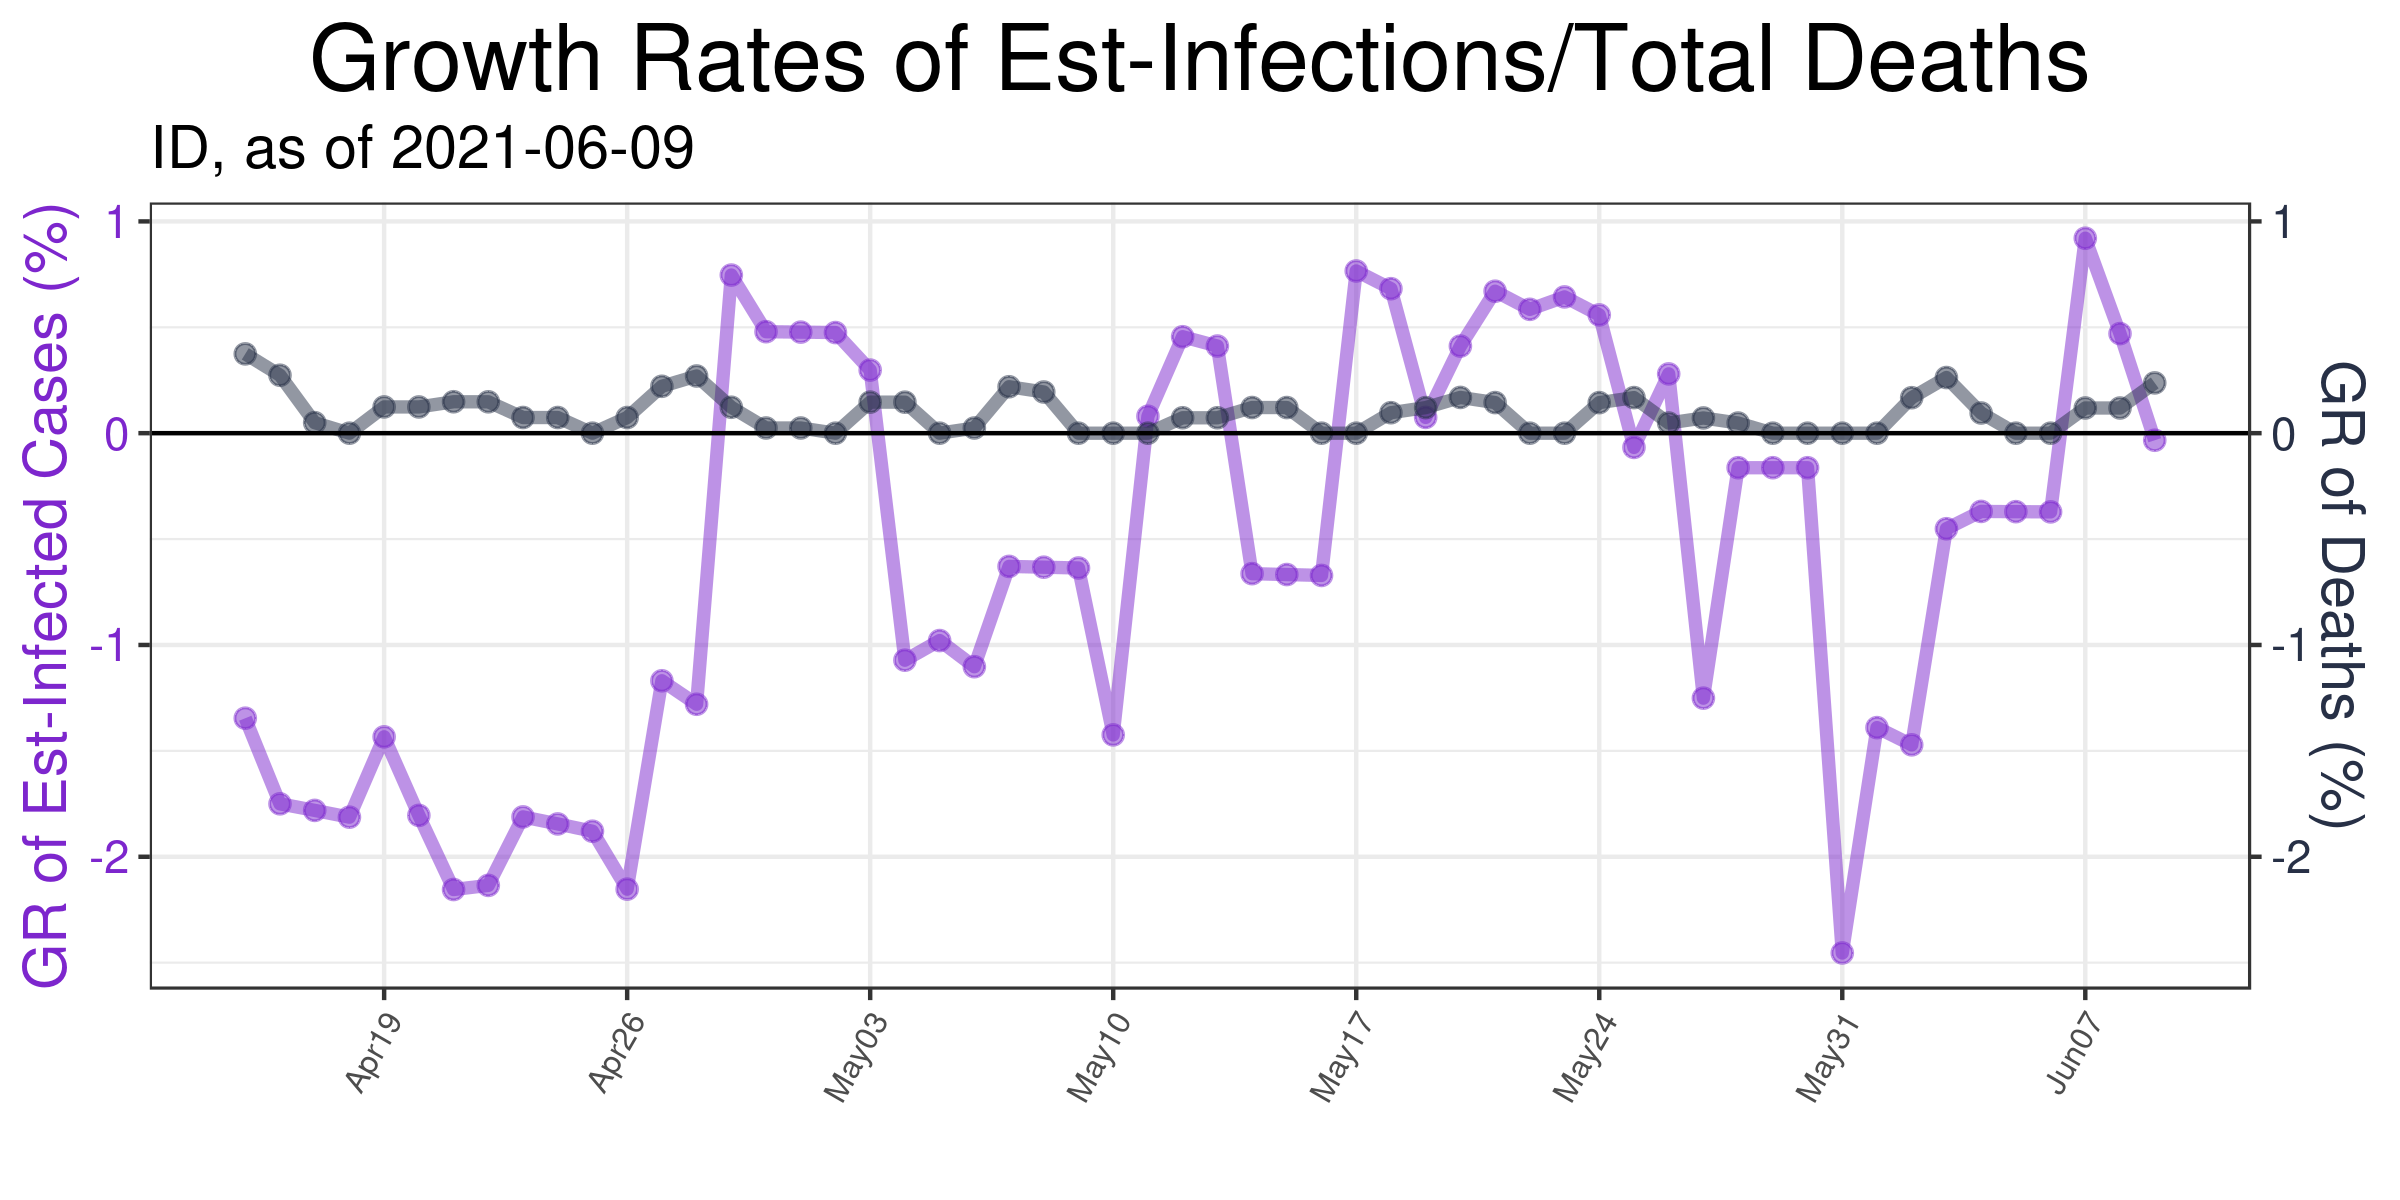 Growth Rates of Est-Infections/Total Deaths
ID, as of 2021-06-09
GR of Est-Infected Cases (%)
1
0
-1
-2
1
0
-1
-2
GR of Deaths (%)
Apr19
Apr26
May03
May10
May17
May24
May31
Jun07